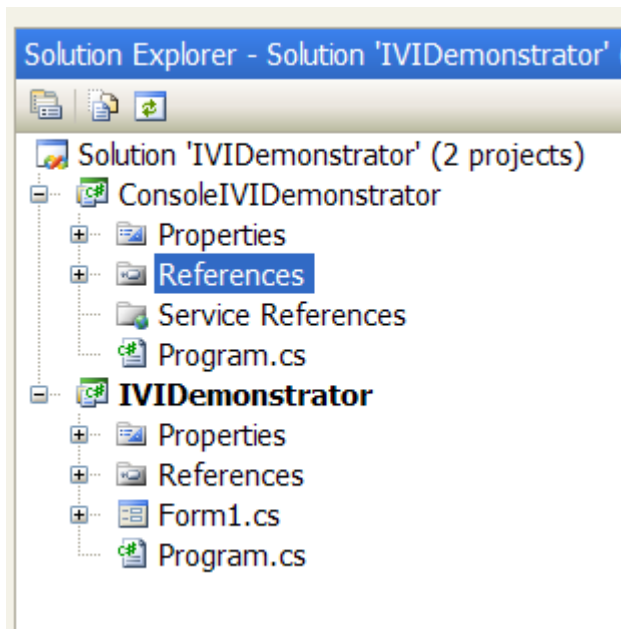 Solution Explorer - Solution 'IVIDemonstrator'
Solution 'IVIDemonstrator' (2 projects)
ConsoleIVIDemonstrator
Properties
References
Service References
Program.cs
IVIDemonstrator
Properties
References
Form1.cs
Program.cs